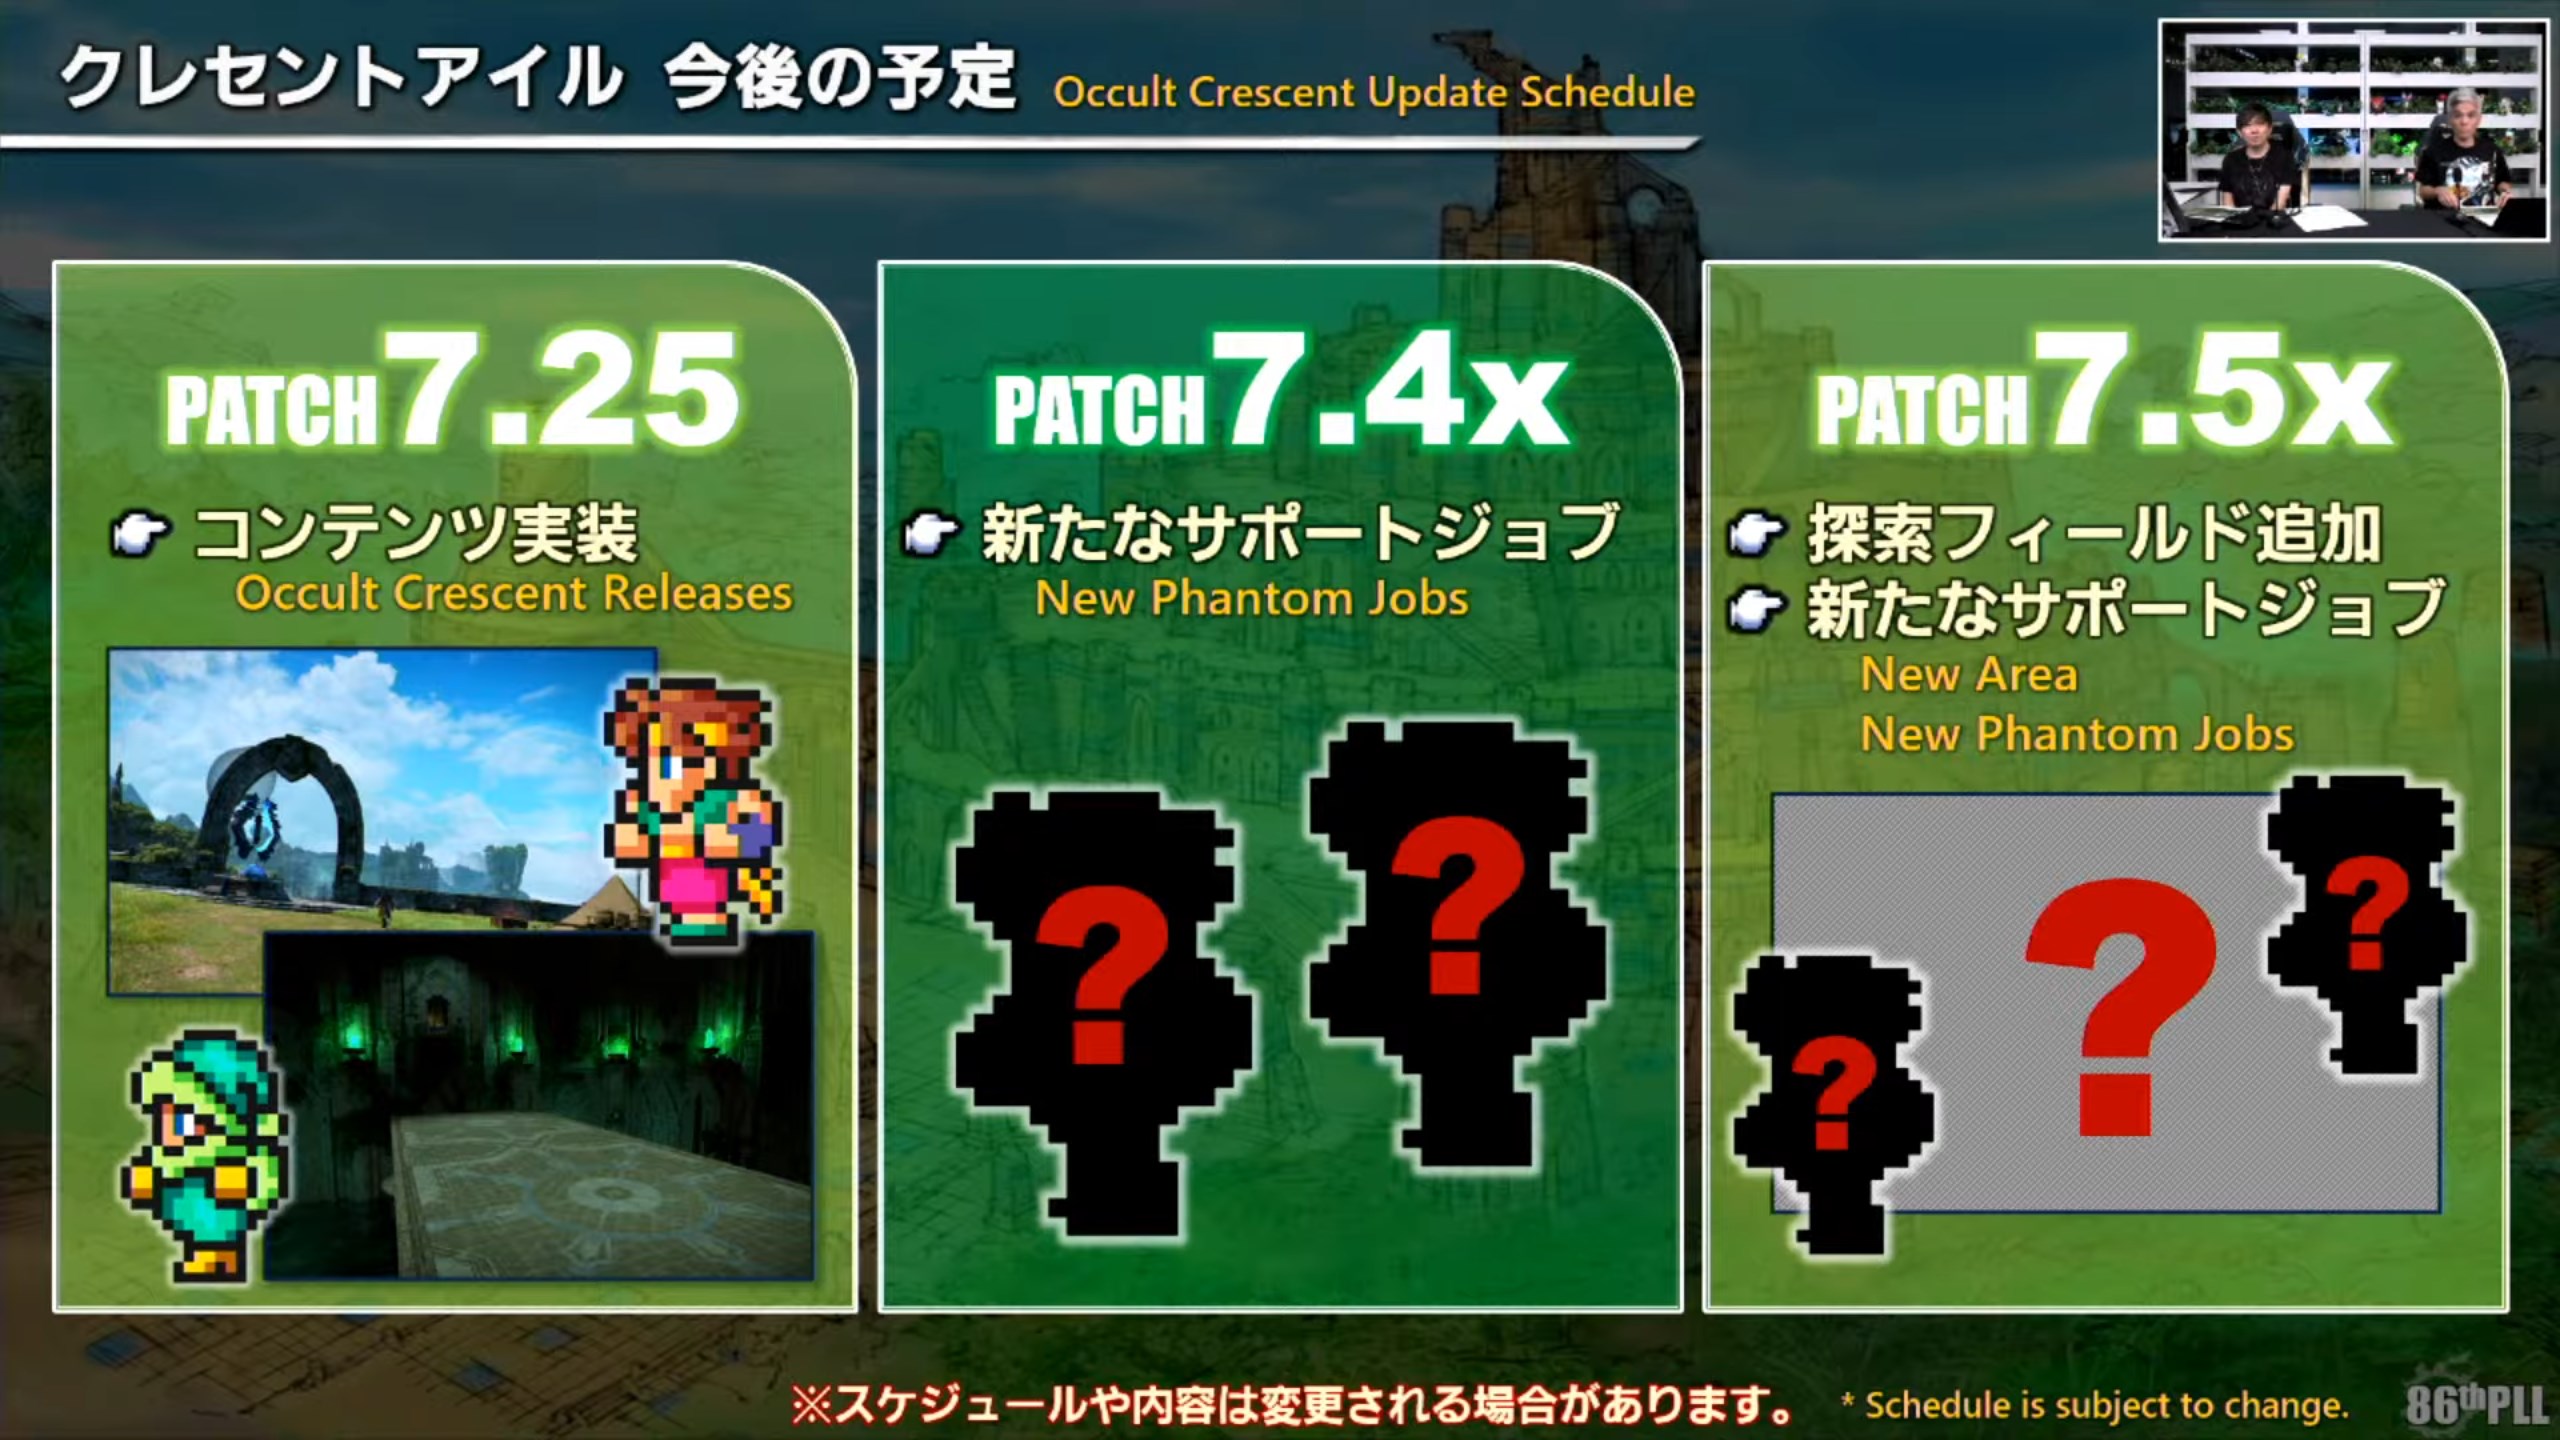 クレセントアイル 今後の予定 Occult Crescent Update Schedule
PATCH 7.25
コンテンツ実装
Occult Crescent Releases
PATCH 7.4x
新たなサポートジョブ
New Phantom Jobs
?
?
PATCH 7.5x
探索フィールド追加
新たなサポートジョブ
New Area
New Phantom Jobs
?
?
?
※スケジュールや内容は変更される場合があります。 * Schedule is subject to change.
86thPLL